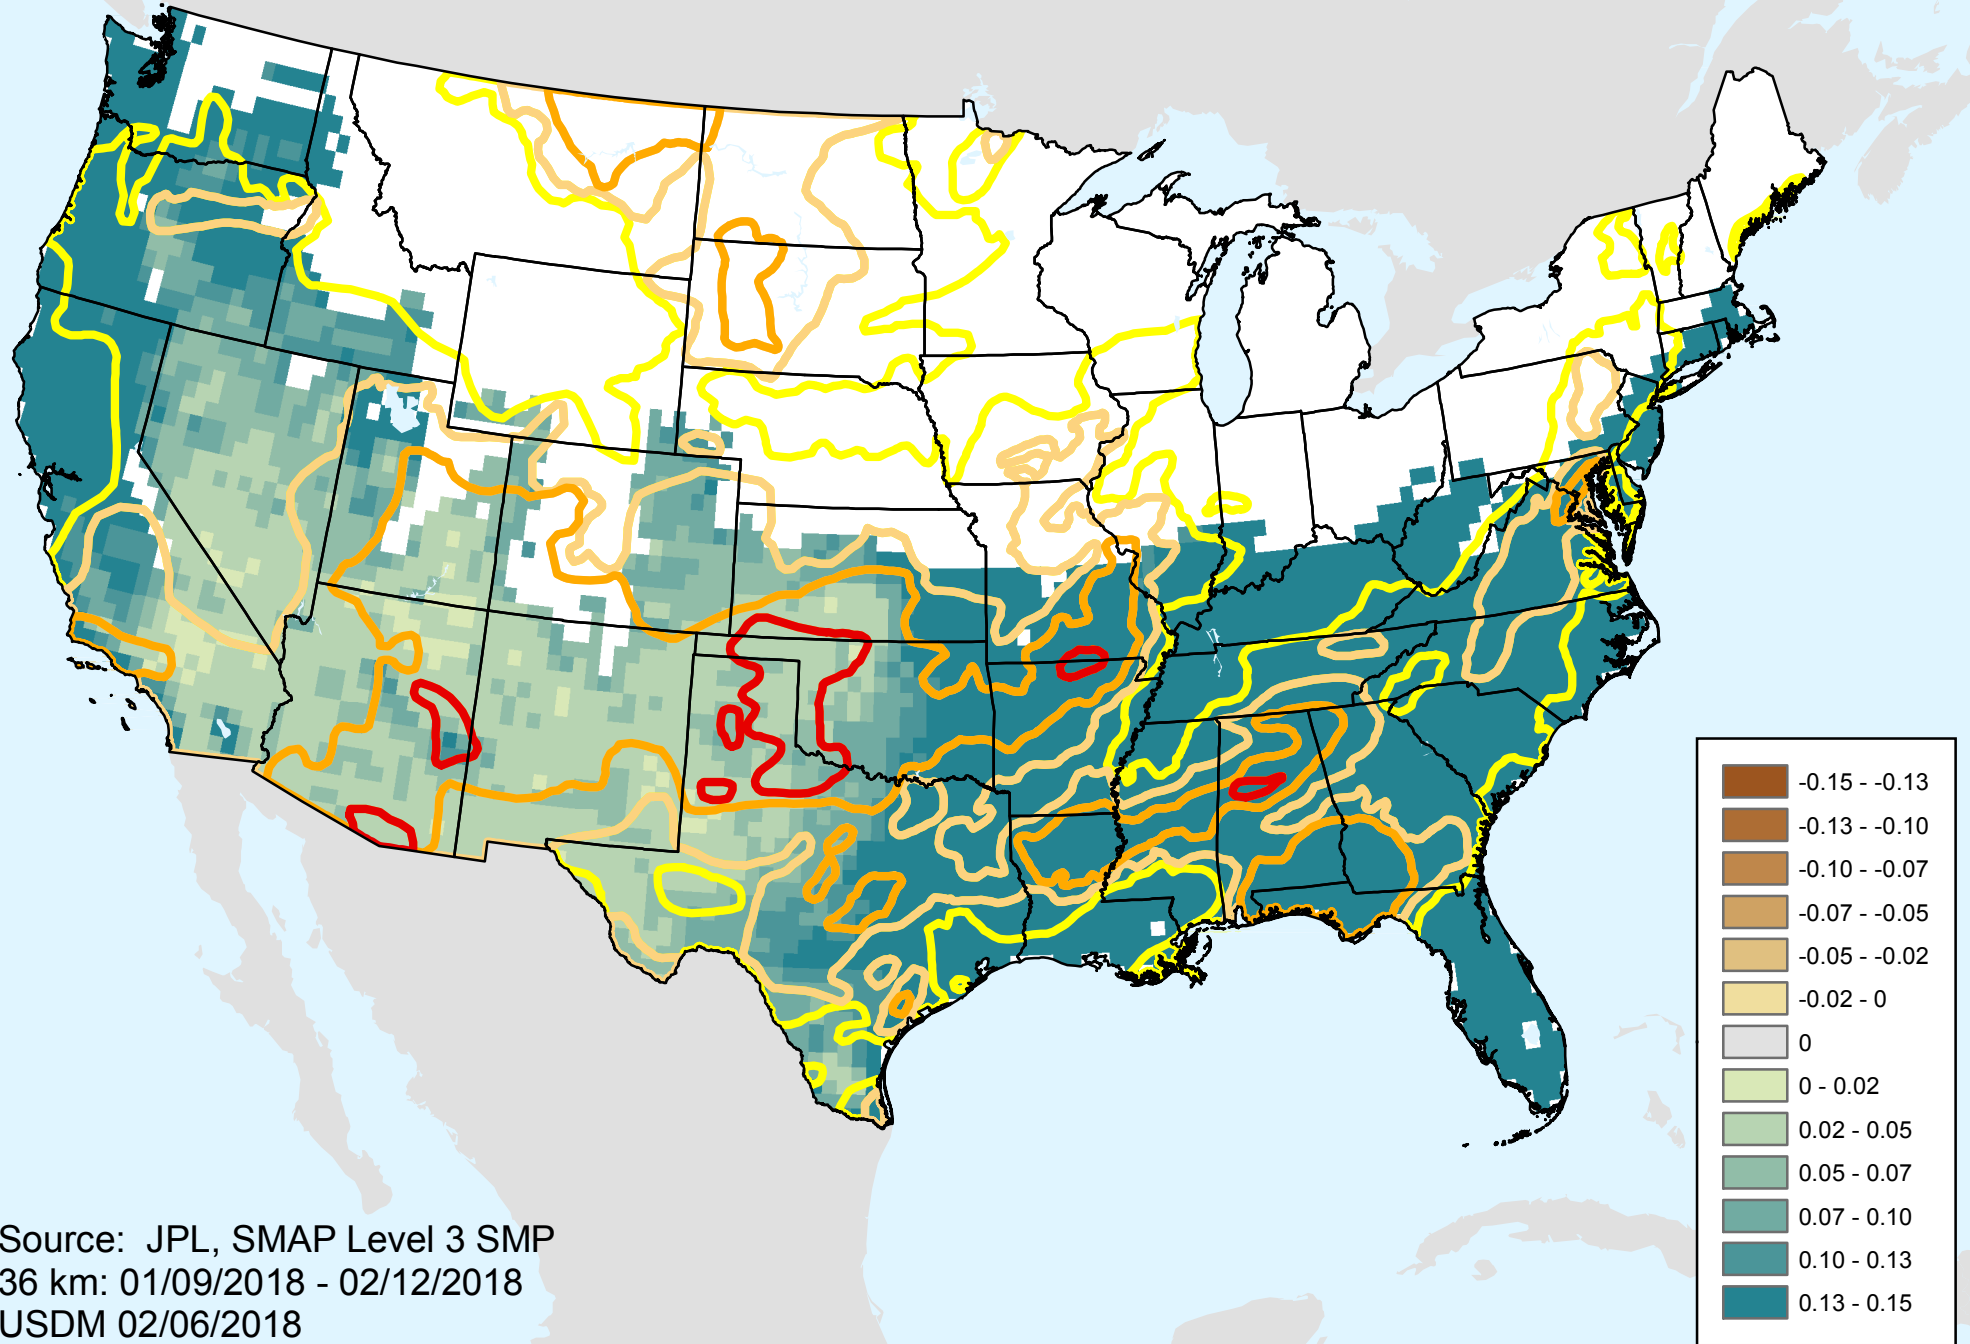 -0.15 - -0.13
-0.13 - -0.10
-0.10 - -0.07
-0.07 - -0.05
-0.05 - -0.02
-0.02 - 0
0
0 - 0.02
0.02 - 0.05
0.05 - 0.07
0.07 - 0.10
0.10 - 0.13
0.13 - 0.15
Source: JPL, SMAP Level 3 SMP
36 km: 01/09/2018 - 02/12/2018
USDM 02/06/2018